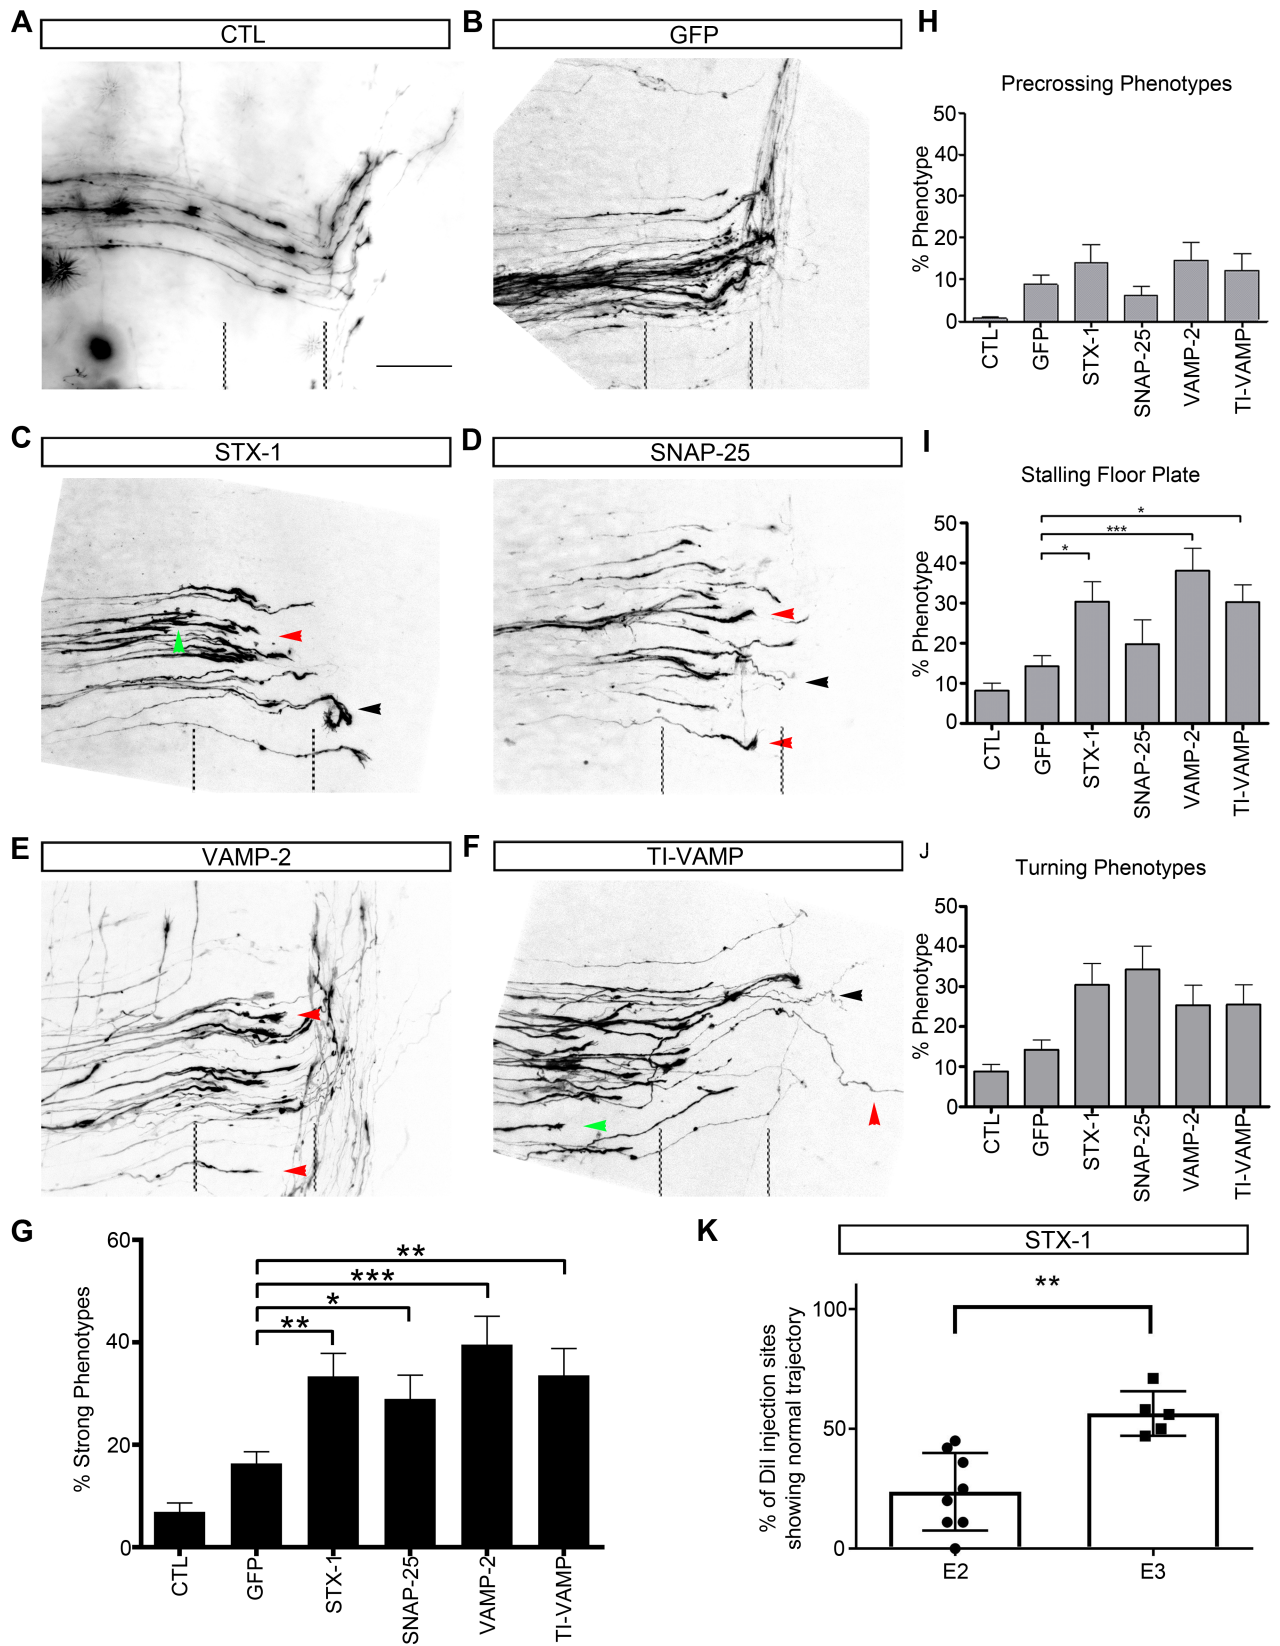 A
CTL
B
GFP
C
STX-1
D
SNAP-25
E
VAMP-2
F
TI-VAMP
G
% Strong Phenotypes
60
40
20
0
**
***
*
**
CTL
GFP
STX-1
SNAP-25
VAMP-2
TI-VAMP
H
Precrossing Phenotypes
% Phenotype
50
40
30
20
10
0
CTL
GFP
STX-1
SNAP-25
VAMP-2
TI-VAMP
I
Stalling Floor Plate
% Phenotype
50
40
30
20
10
0
*
***
*
CTL
GFP
STX-1
SNAP-25
VAMP-2
TI-VAMP
J
Turning Phenotypes
% Phenotype
50
40
30
20
10
0
CTL
GFP
STX-1
SNAP-25
VAMP-2
TI-VAMP
K
STX-1
% of DiI injection sites
showing normal trajectory
100
50
0
**
E2
E3